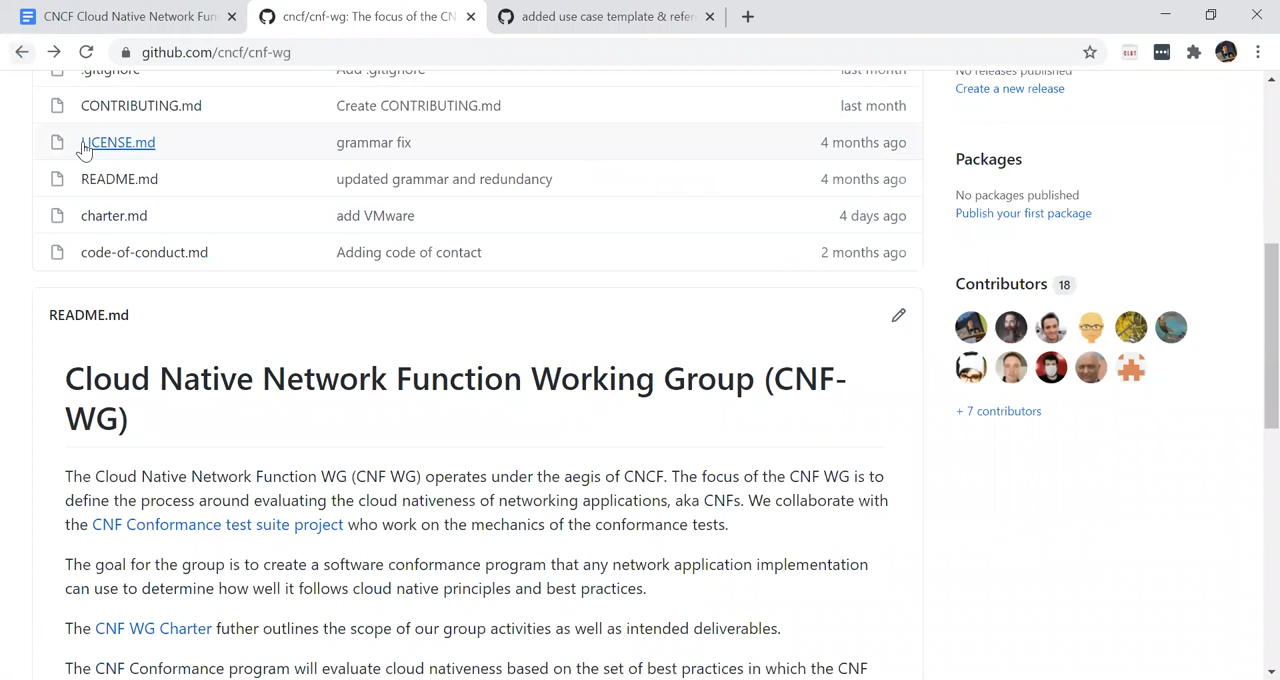 CNCF Cloud Native Network Fun
cncf/cnf-wg: The focus of the CN
added use case template & refer
github.com/cncf/cnf-wg
.gitignore Add .gitignore last month
CONTRIBUTING.md Create CONTRIBUTING.md last month
LICENSE.md grammar fix 4 months ago
README.md updated grammar and redundancy 4 months ago
charter.md add VMware 4 days ago
code-of-conduct.md Adding code of contact 2 months ago
No releases published
Create a new release
Packages
No packages published
Publish your first package
Contributors 18
+ 7 contributors
README.md
Cloud Native Network Function Working Group (CNF-
WG)
The Cloud Native Network Function WG (CNF WG) operates under the aegis of CNCF. The focus of the CNF WG is to
define the process around evaluating the cloud nativeness of networking applications, aka CNFs. We collaborate with
the CNF Conformance test suite project who work on the mechanics of the conformance tests.
The goal for the group is to create a software conformance program that any network application implementation
can use to determine how well it follows cloud native principles and best practices.
The CNF WG Charter futher outlines the scope of our group activities as well as intended deliverables.
The CNF Conformance program will evaluate cloud nativeness based on the set of best practices in which the CNF